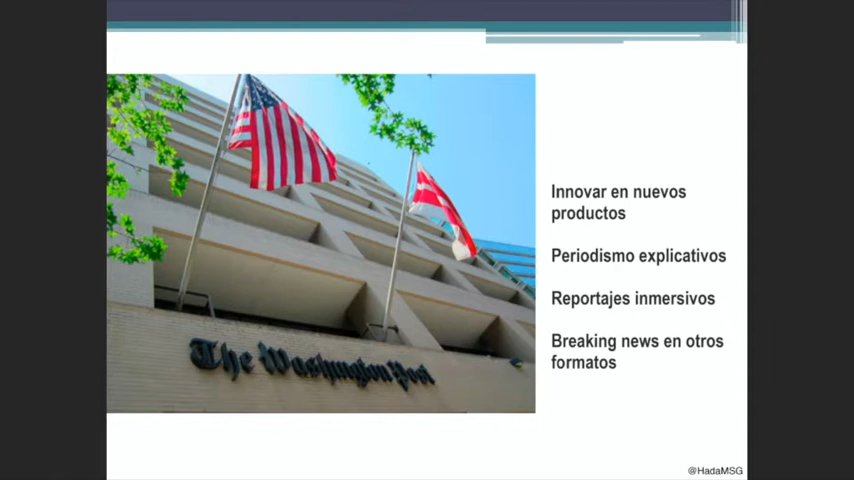 The Washington Post
Innovar en nuevos
productos
Periodismo explicativos
Reportajes inmersivos
Breaking news en otros
formatos
@HadaMSG